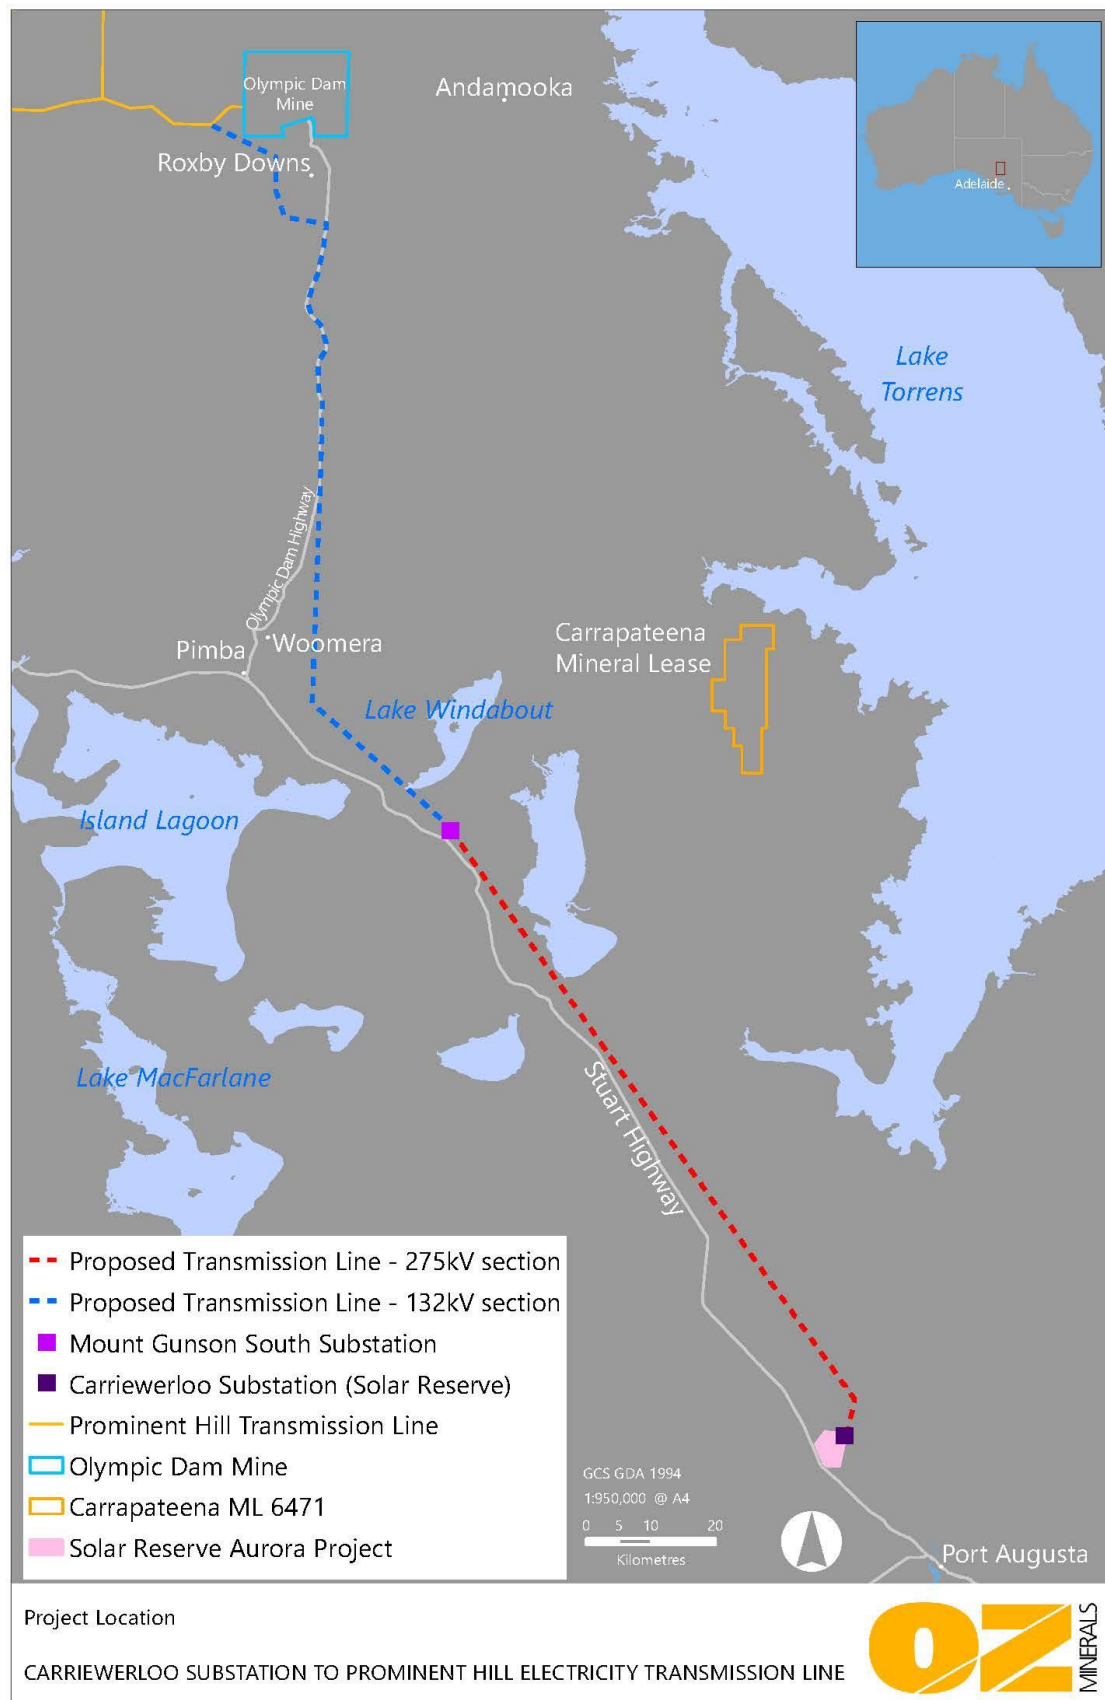 Olympic Dam
Mine
Andamooka
Roxby Downs
Adelaide
Lake
Torrens
Olympic Dam Highway
Carrapateena
Mineral Lease
Woomera
Pimba
Lake Windabout
Island Lagoon
Lake MacFarlane
Stuart Highway
Proposed Transmission Line - 275kV section
Proposed Transmission Line - 132kV section
Mount Gunson South Substation
Carriewerloo Substation (Solar Reserve)
Prominent Hill Transmission Line
Olympic Dam Mine
Carrapateena ML 6471
Solar Reserve Aurora Project
GCS GDA 1994
1:950,000 @ A4
0 5 10 20
Kilometres
Port Augusta
Project Location
CARRIEWERLOO SUBSTATION TO PROMINENT HILL ELECTRICITY TRANSMISSION LINE
OZ
MINERALS